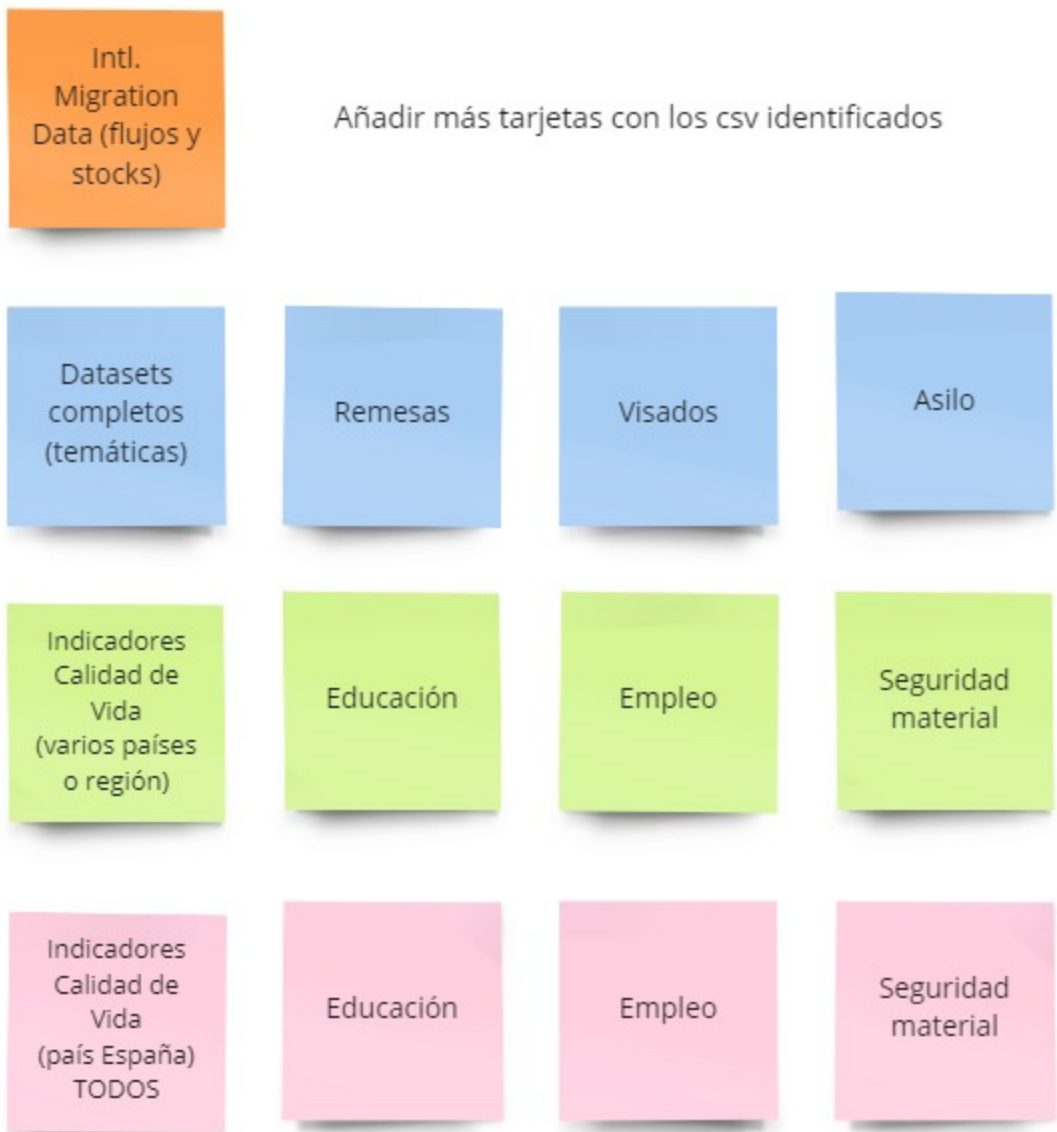 Intl.
Migration
Data (flujos y
stocks)
Añadir más tarjetas con los csv identificados
Datasets
completos
(temáticas)
Remesas
Visados
Asilo
Indicadores
Calidad de
Vida
(varios países
o región)
Educación
Empleo
Seguridad
material
Indicadores
Calidad de
Vida
(país España)
TODOS
Educación
Empleo
Seguridad
material